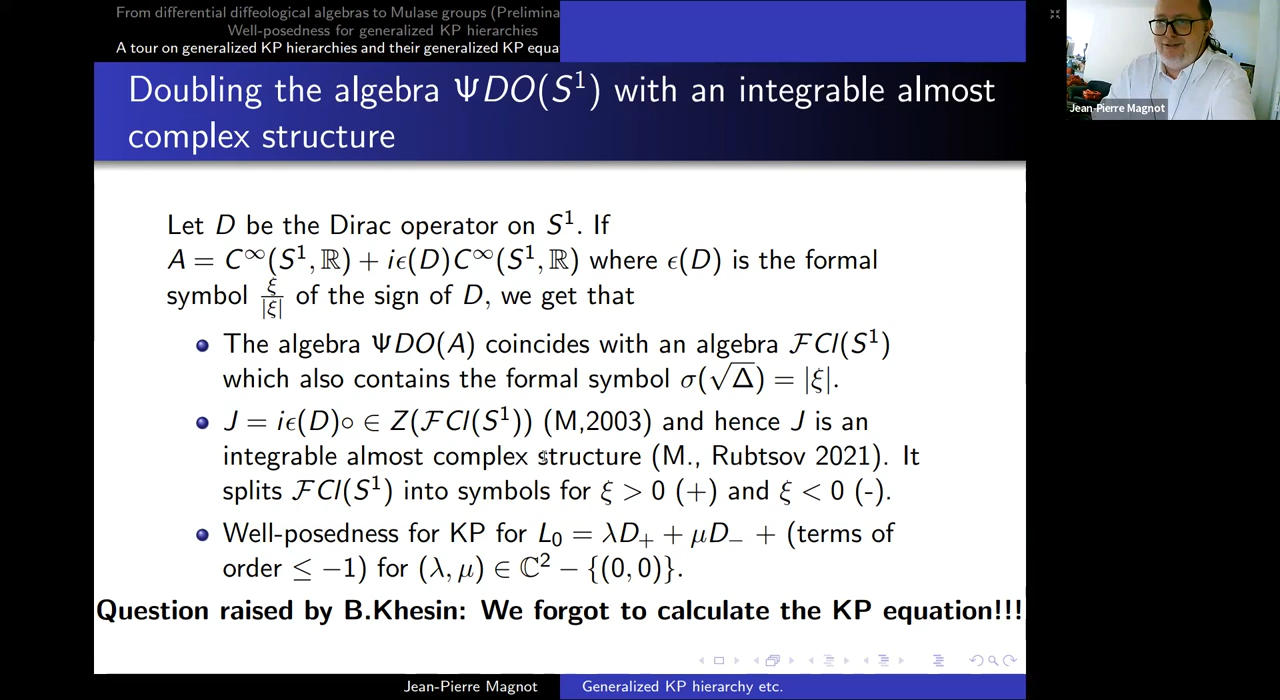 From differential diffeological algebras to Mulase groups (Prelimina
Well-posedness for generalized KP hierarchies
A tour on generalized KP hierarchies and their generalized KP equa
Doubling the algebra ΨDO(S¹) with an integrable almost
complex structure
Jean-Pierre Magnot
Let D be the Dirac operator on S¹. If
A = C^∞(S¹, ℝ) + iϵ(D)C^∞(S¹, ℝ) where ϵ(D) is the formal
symbol ξ/|ξ| of the sign of D, we get that
The algebra ΨDO(A) coincides with an algebra ℱCl(S¹)
which also contains the formal symbol σ(√Δ) = |ξ|.
J = iϵ(D)∘ ∈ Z(ℱCl(S¹)) (M,2003) and hence J is an
integrable almost complex structure (M., Rubtsov 2021). It
splits ℱCl(S¹) into symbols for ξ > 0 (+) and ξ < 0 (-).
Well-posedness for KP for L₀ = λD₊ + μD₋ + (terms of
order ≤ −1) for (λ, μ) ∈ ℂ² − {(0, 0)}.
Question raised by B.Khesin: We forgot to calculate the KP equation!!!
Jean-Pierre Magnot
Generalized KP hierarchy etc.